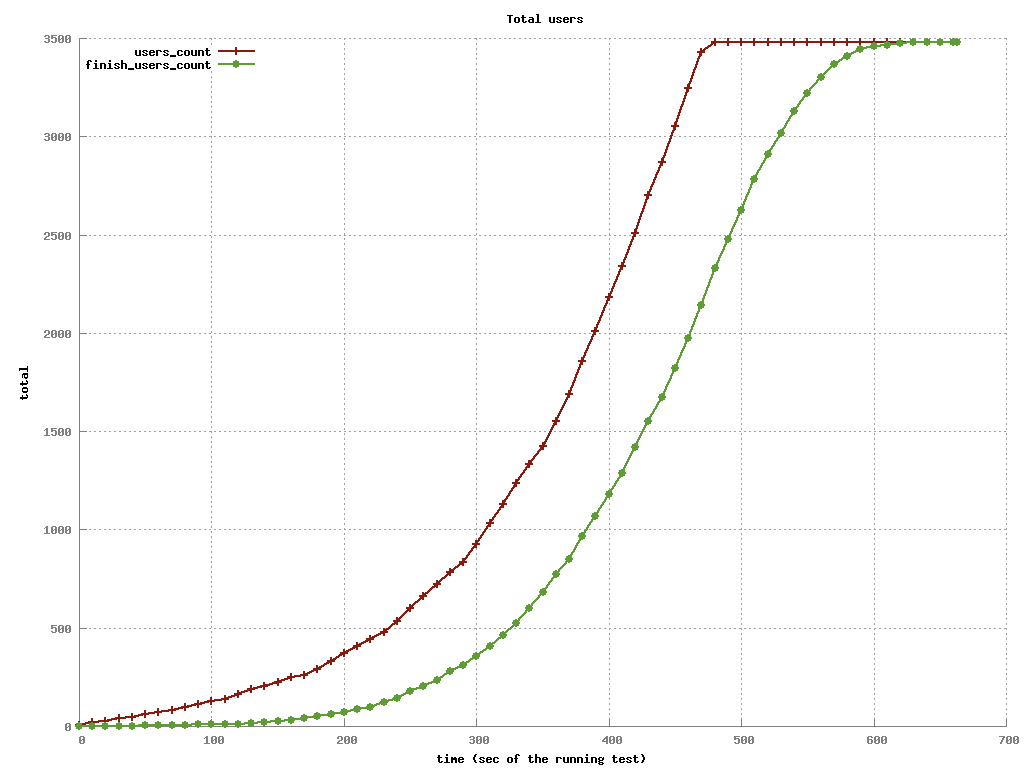 Total users
users_count
finish_users_count
3500
3000
2500
2000
1500
1000
500
0
total
0 100 200 300 400 500 600 700
time (sec of the running test)